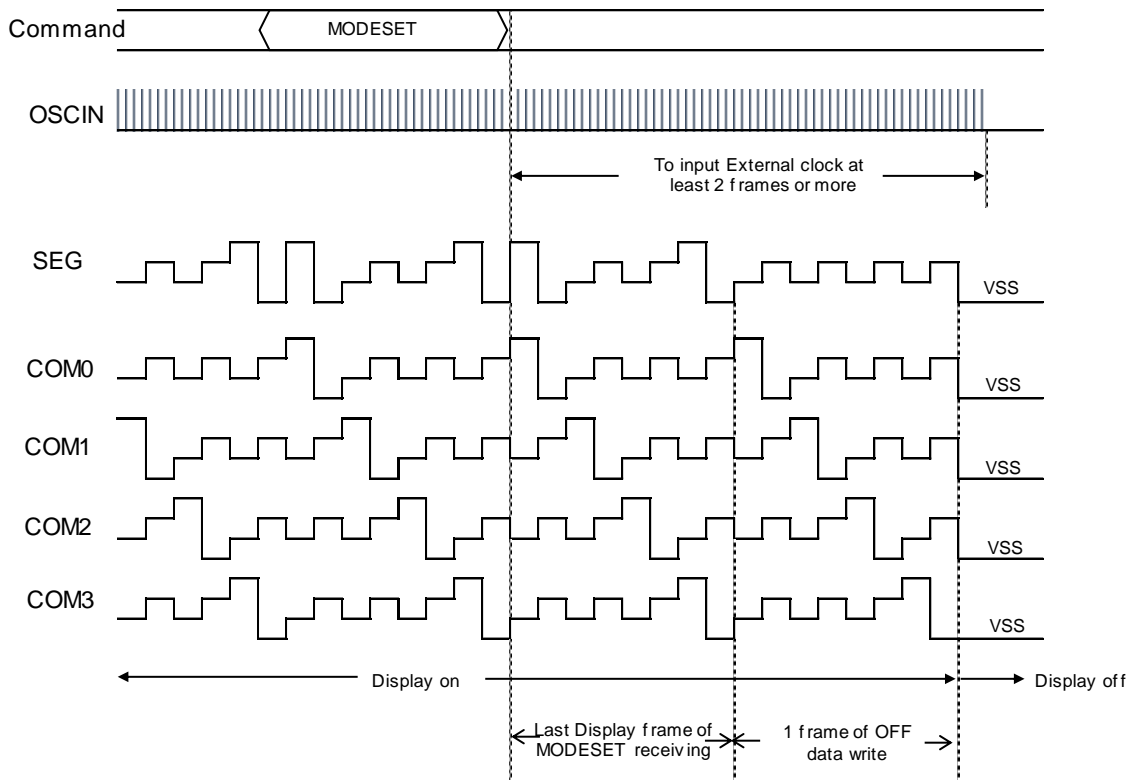 Command
MODESET
OSCIN
To input External clock at
least 2 frames or more
SEG
VSS
COM0
VSS
COM1
VSS
COM2
VSS
COM3
VSS
Display on
Display off
Last Display frame of
MODESET receiving
1 frame of OFF
data write